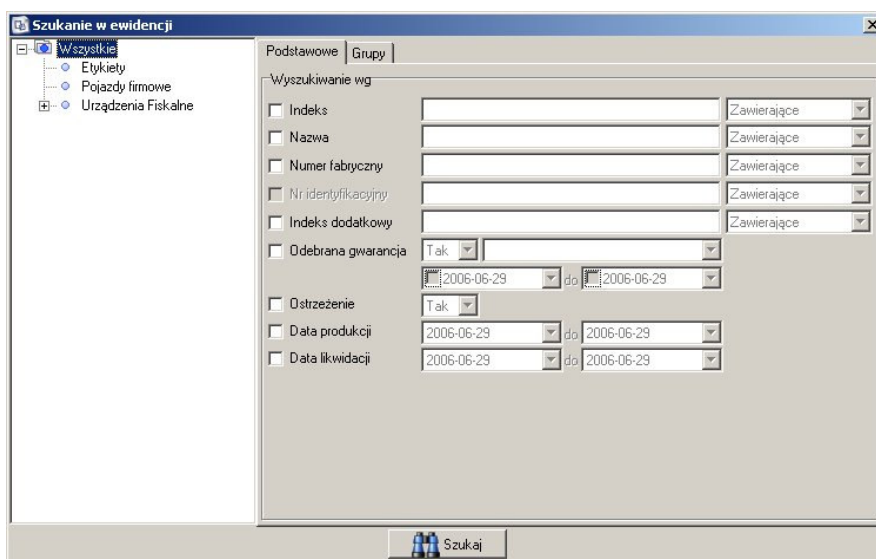 Szukanie w ewidencji
Wszystkie
Etykiety
Pojazdy firmowe
Urządzenia Fiskalne
Podstawowe Grupy
Wyszukiwanie wg
Indeks Zawierające
Nazwa Zawierające
Numer fabryczny Zawierające
Nr identyfikacyjny Zawierające
Indeks dodatkowy Zawierające
Odebrana gwarancja Tak
2006-06-29 do 2006-06-29
Ostrzeżenie Tak
Data produkcji 2006-06-29 do 2006-06-29
Data likwidacji 2006-06-29 do 2006-06-29
Szukaj